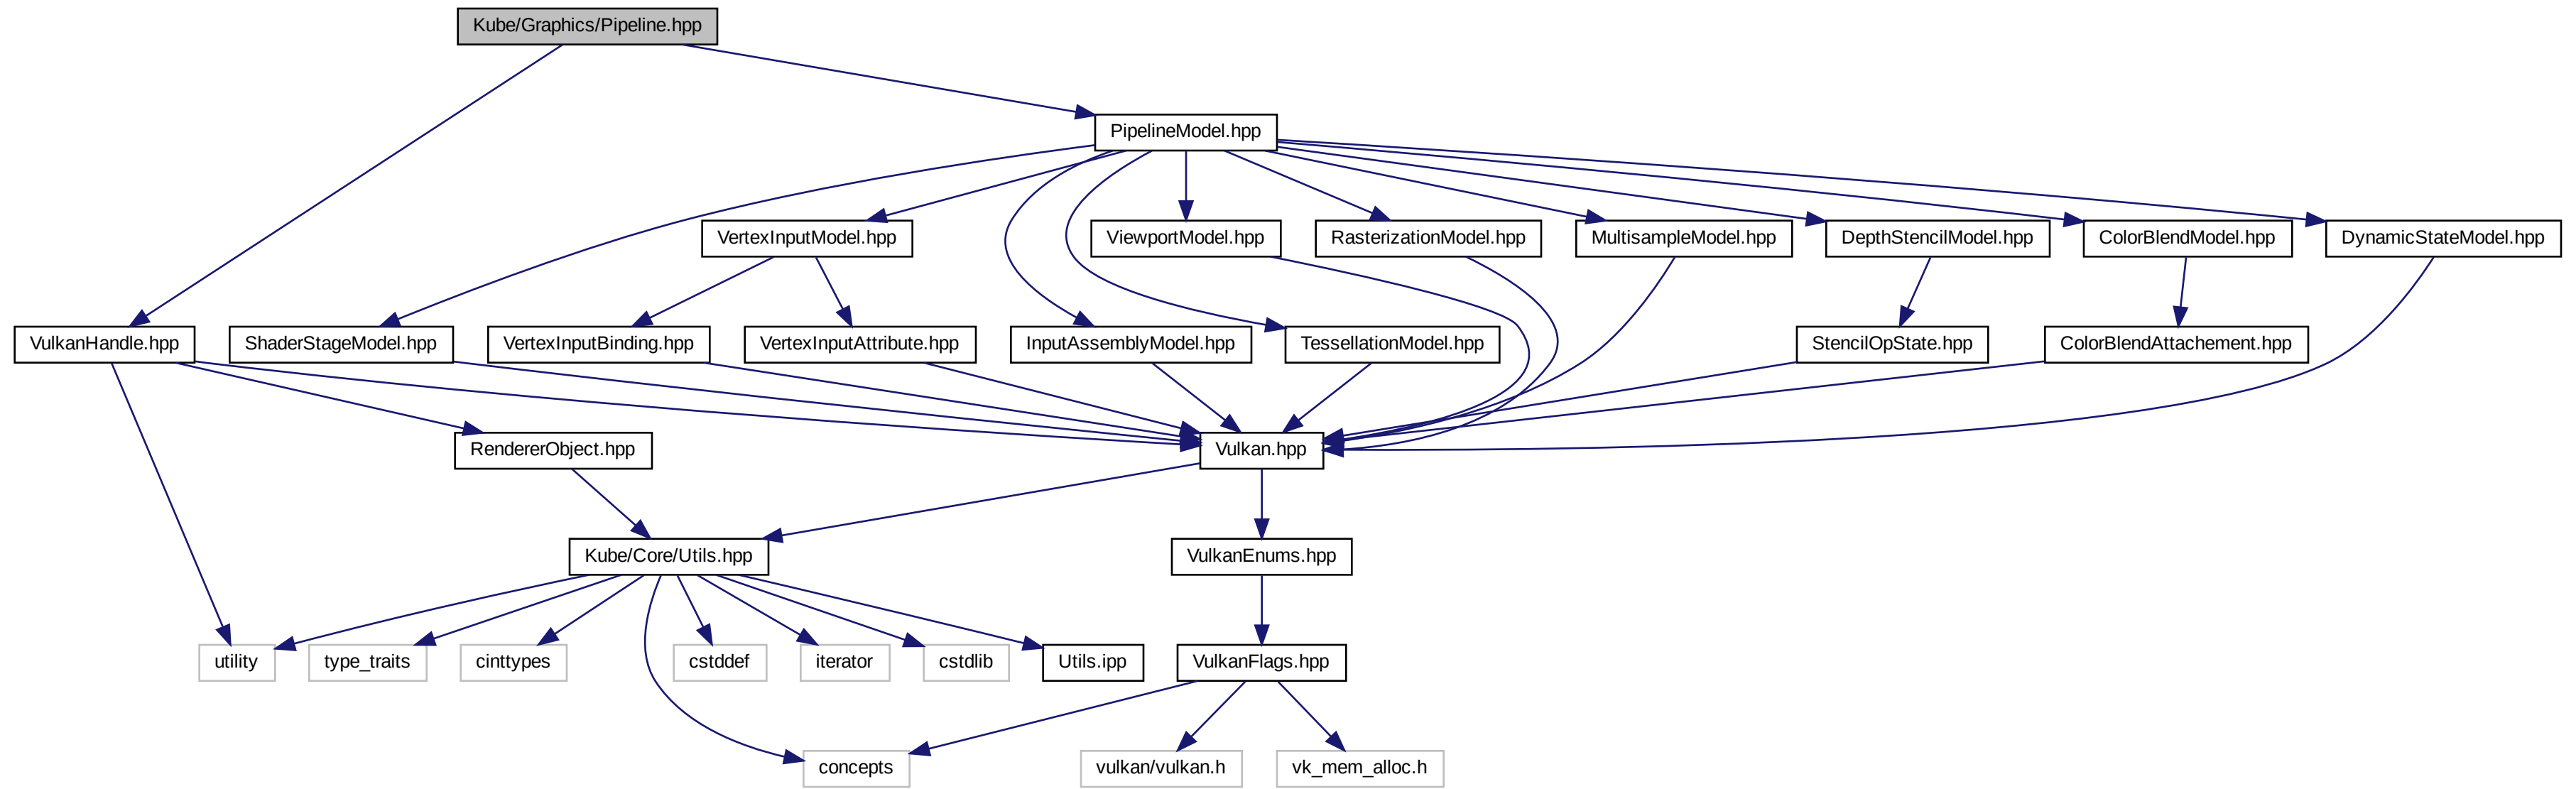 Kube/Graphics/Pipeline.hpp
PipelineModel.hpp
VertexInputModel.hpp
ViewportModel.hpp
RasterizationModel.hpp
MultisampleModel.hpp
DepthStencilModel.hpp
ColorBlendModel.hpp
DynamicStateModel.hpp
VulkanHandle.hpp
ShaderStageModel.hpp
VertexInputBinding.hpp
VertexInputAttribute.hpp
InputAssemblyModel.hpp
TessellationModel.hpp
StencilOpState.hpp
ColorBlendAttachement.hpp
RendererObject.hpp
Vulkan.hpp
Kube/Core/Utils.hpp
VulkanEnums.hpp
utility
type_traits
cinttypes
cstddef
iterator
cstdlib
Utils.ipp
VulkanFlags.hpp
concepts
vulkan/vulkan.h
vk_mem_alloc.h